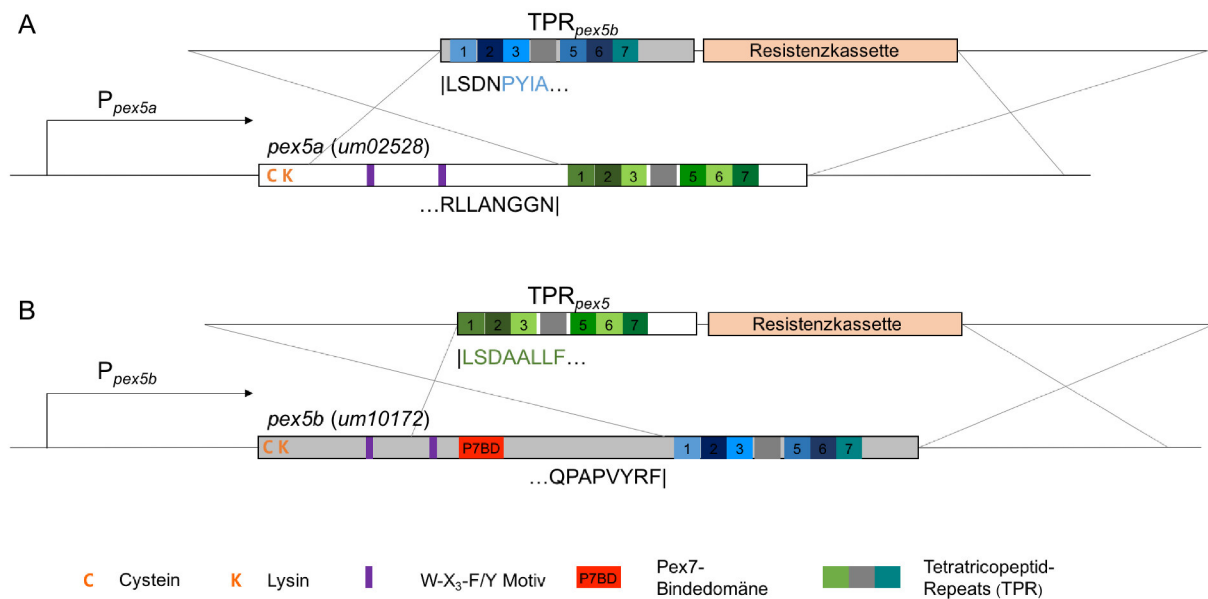 A
TPRpex5b
1 2 3 5 6 7
Resistenzkassette
|LSDNPYIA…
Ppex5a
pex5a (um02528)
C K 1 2 3 5 6 7
…RLLANGGN|
B
TPRpex5
1 2 3 5 6 7
Resistenzkassette
|LSDAALLF…
Ppex5b
pex5b (um10172)
C K P7BD 1 2 3 5 6 7
…QPAPVYRF|
C Cystein
K Lysin
W-X3-F/Y Motiv
P7BD
Pex7-
Bindedomäne
Tetratricopeptid-
Repeats (TPR)